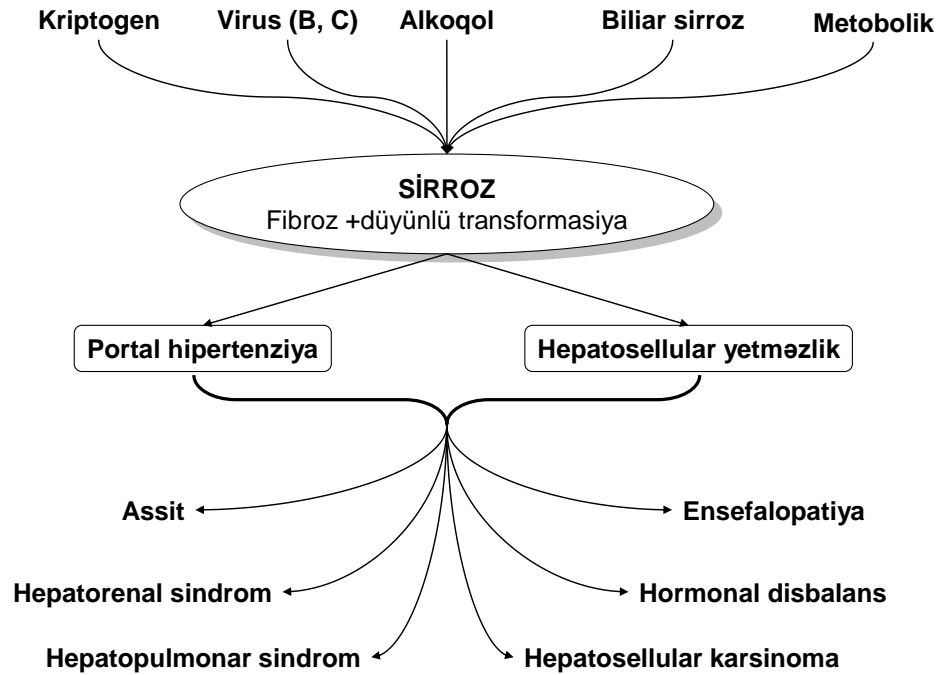 Kriptogen
Virus (B, C)
Alkoqol
Biliar sirroz
Metobolik
SİRROZ
Fibroz +düyünlü transformasiya
Portal hipertenziya
Hepatosellular yetməzlik
Assit
Ensefalopatiya
Hepatorenal sindrom
Hormonal disbalans
Hepatopulmonar sindrom
Hepatosellular karsinoma